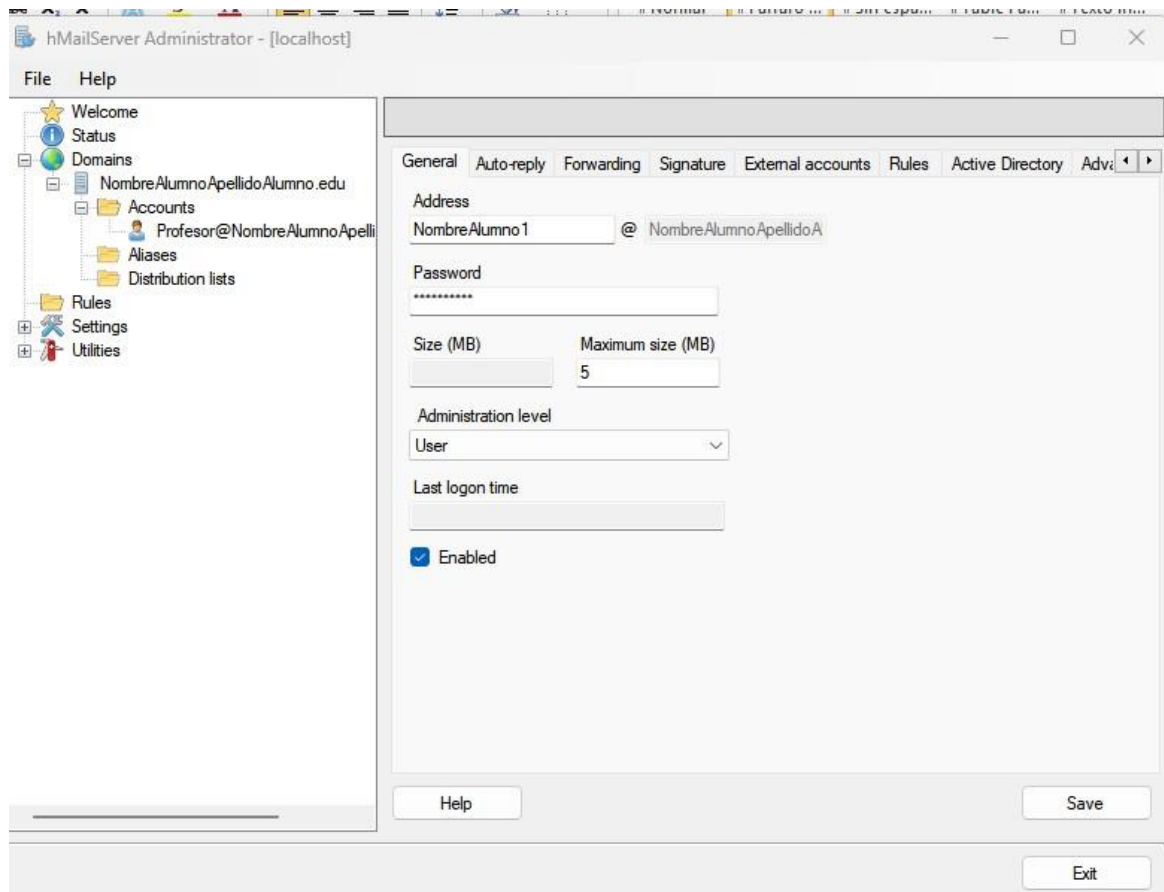 hMailServer Administrator - [localhost]
File Help
Welcome
Status
Domains
NombreAlumnoApellidoAlumno.edu
Accounts
Profesor@NombreAlumnoApelli
Aliases
Distribution lists
Rules
Settings
Utilities
General Auto-reply Forwarding Signature External accounts Rules Active Directory Adva
Address
NombreAlumno1 @ NombreAlumnoApellidoA
Password
**********
Size (MB) Maximum size (MB)
5
Administration level
User
Last logon time
Enabled
Help Save
Exit